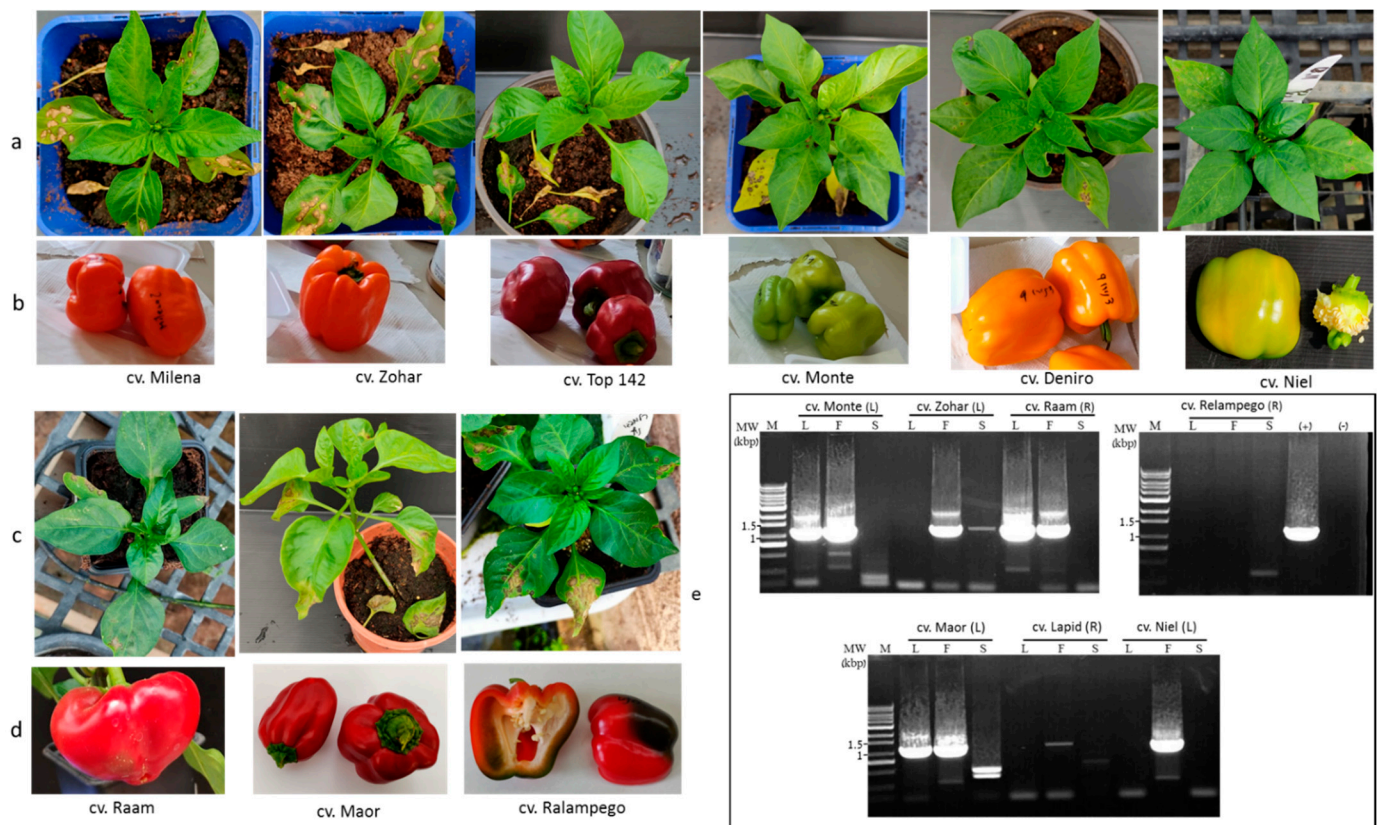 a
b
cv. Milena
cv. Zohar
cv. Top 142
cv. Monte
cv. Deniro
cv. Niel
c
d
cv. Raam
cv. Maor
cv. Ralampego
e
cv. Monte (L)
cv. Zohar (L)
cv. Raam (R)
MW
(kbp)
M
L
F
S
L
F
S
L
F
S
1.5
1
cv. Relampego (R)
MW
(kbp)
M
L
F
S
(+)
(-)
1.5
1
cv. Maor (L)
cv. Lapid (R)
cv. Niel (L)
MW
(kbp)
M
L
F
S
L
F
S
L
F
S
1.5
1